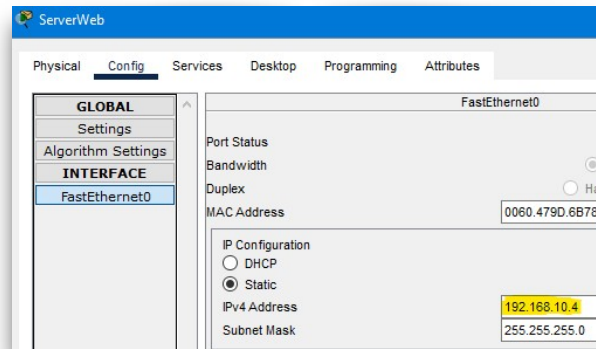 ServerWeb
Physical Config Services Desktop Programming Attributes
GLOBAL
Settings
Algorithm Settings
INTERFACE
FastEthernet0
FastEthernet0
Port Status
Bandwidth
Duplex
MAC Address 0060.479D.6B78
IP Configuration
DHCP
Static
IPv4 Address 192.168.10.4
Subnet Mask 255.255.255.0